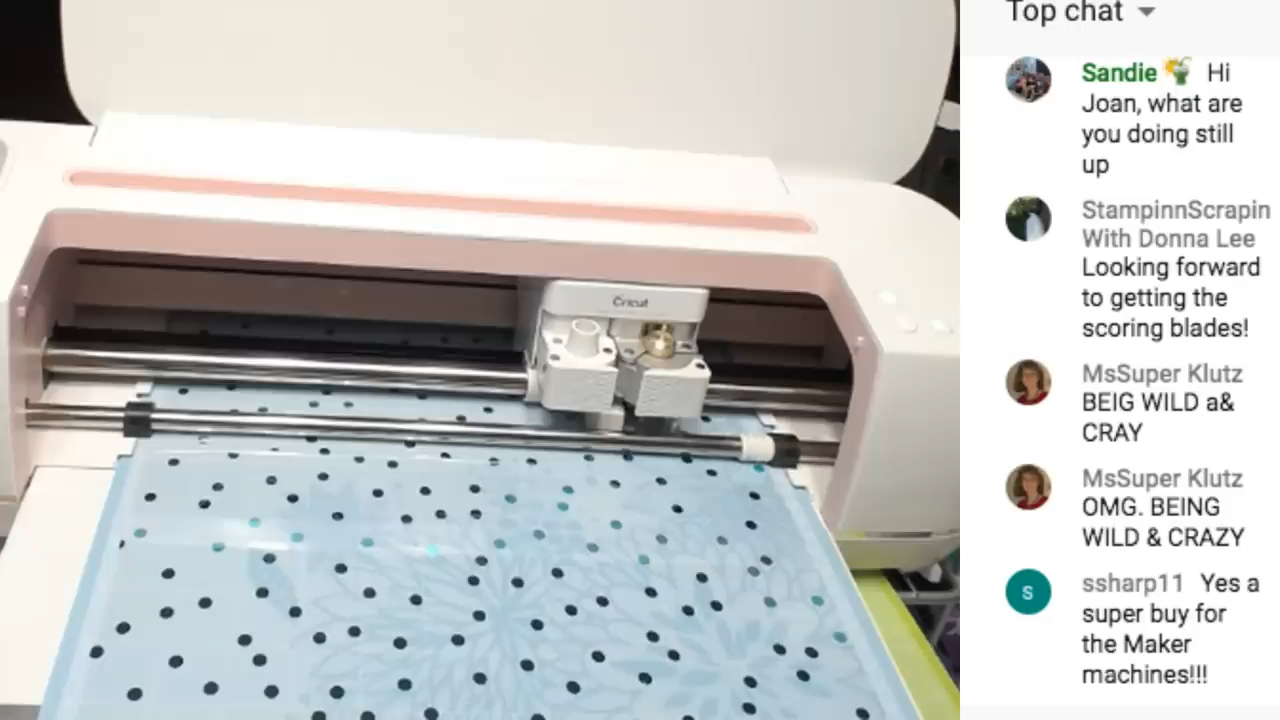 Cricut
Top chat
Sandie Hi
Joan, what are
you doing still
up
StampinnScrapin
With Donna Lee
Looking forward
to getting the
scoring blades!
MsSuper Klutz
BEIG WILD a&
CRAY
MsSuper Klutz
OMG. BEING
WILD & CRAZY
S
ssharp11 Yes a
super buy for
the Maker
machines!!!